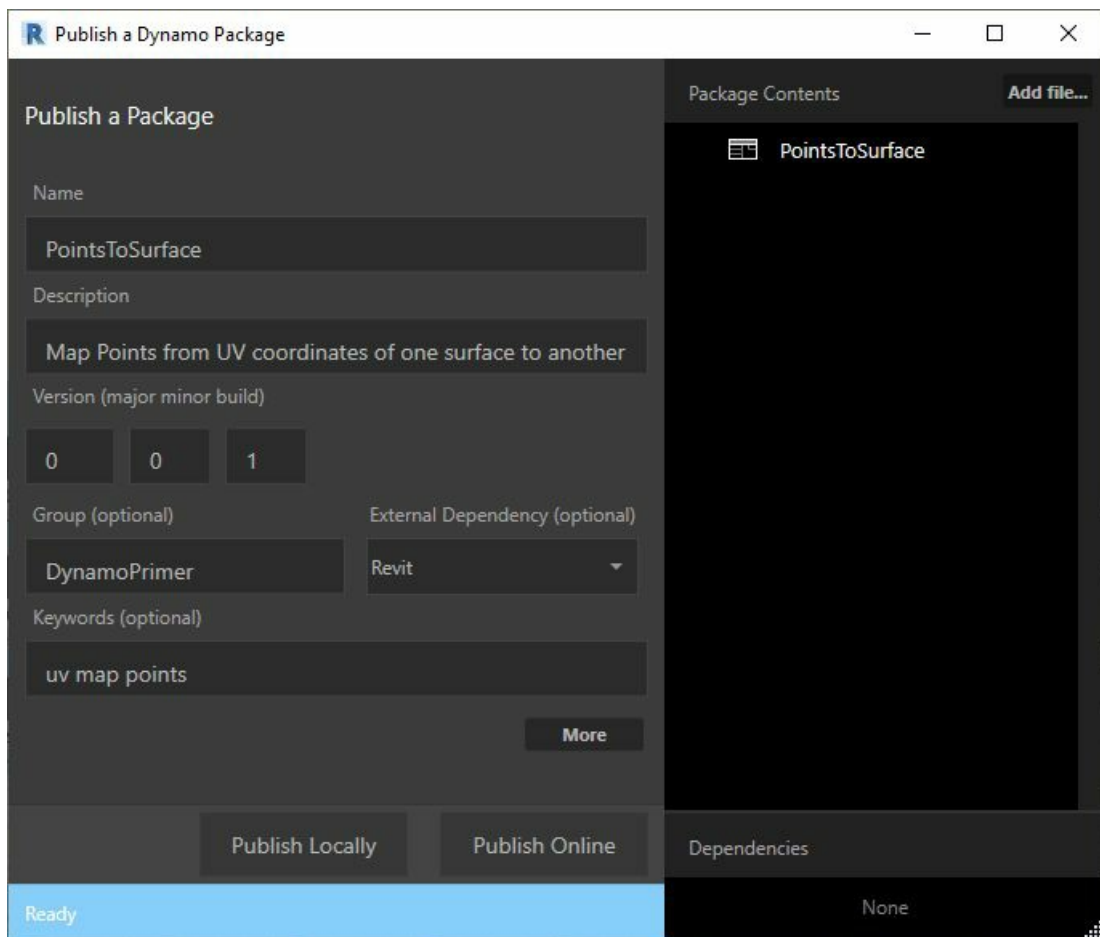 Publish a Dynamo Package
Publish a Package
Name
PointsToSurface
Description
Map Points from UV coordinates of one surface to another
Version (major minor build)
0 0 1
Group (optional) External Dependency (optional)
DynamoPrimer Revit
Keywords (optional)
uv map points
More
Publish Locally Publish Online
Ready
Package Contents Add file...
PointsToSurface
Dependencies
None